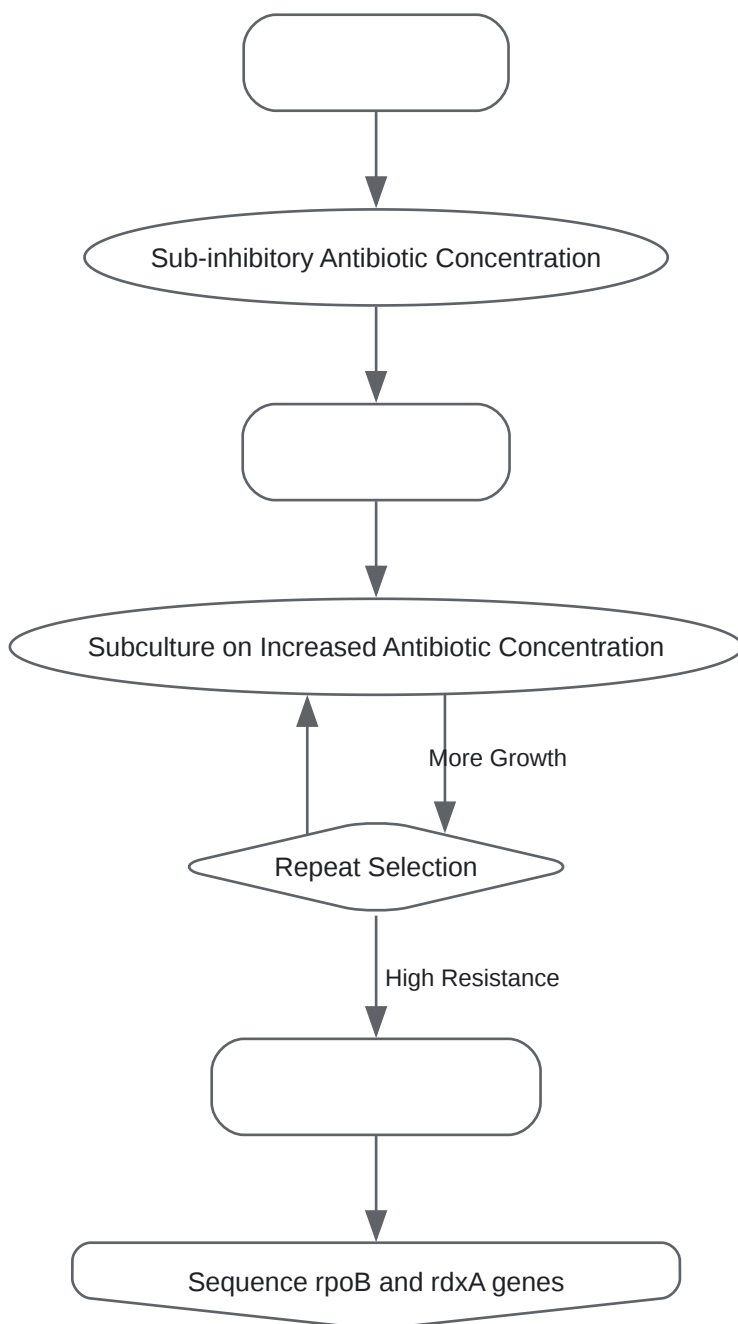 Sub-inhibitory Antibiotic Concentration
Subculture on Increased Antibiotic Concentration
More Growth
Repeat Selection
High Resistance
Sequence rpoB and rdxA genes